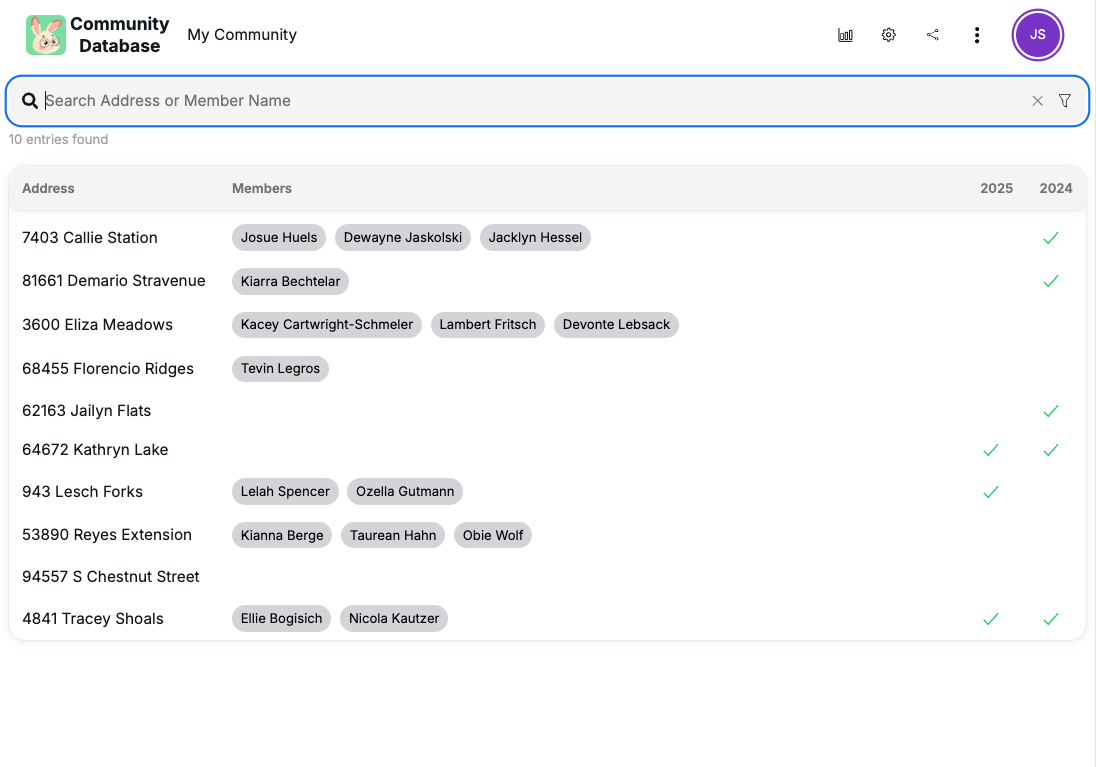 Community
Database
My Community
JS
Search Address or Member Name
10 entries found
Address Members 2025 2024
7403 Callie Station Josue Huels Dewayne Jaskolski Jacklyn Hessel
81661 Demario Stravenue Kiarra Bechtelar
3600 Eliza Meadows Kacey Cartwright-Schmeler Lambert Fritsch Devonte Lebsack
68455 Florencio Ridges Tevin Legros
62163 Jailyn Flats
64672 Kathryn Lake
943 Lesch Forks Lelah Spencer Ozella Gutmann
53890 Reyes Extension Kianna Berge Taurean Hahn Obie Wolf
94557 S Chestnut Street
4841 Tracey Shoals Ellie Bogisich Nicola Kautzer